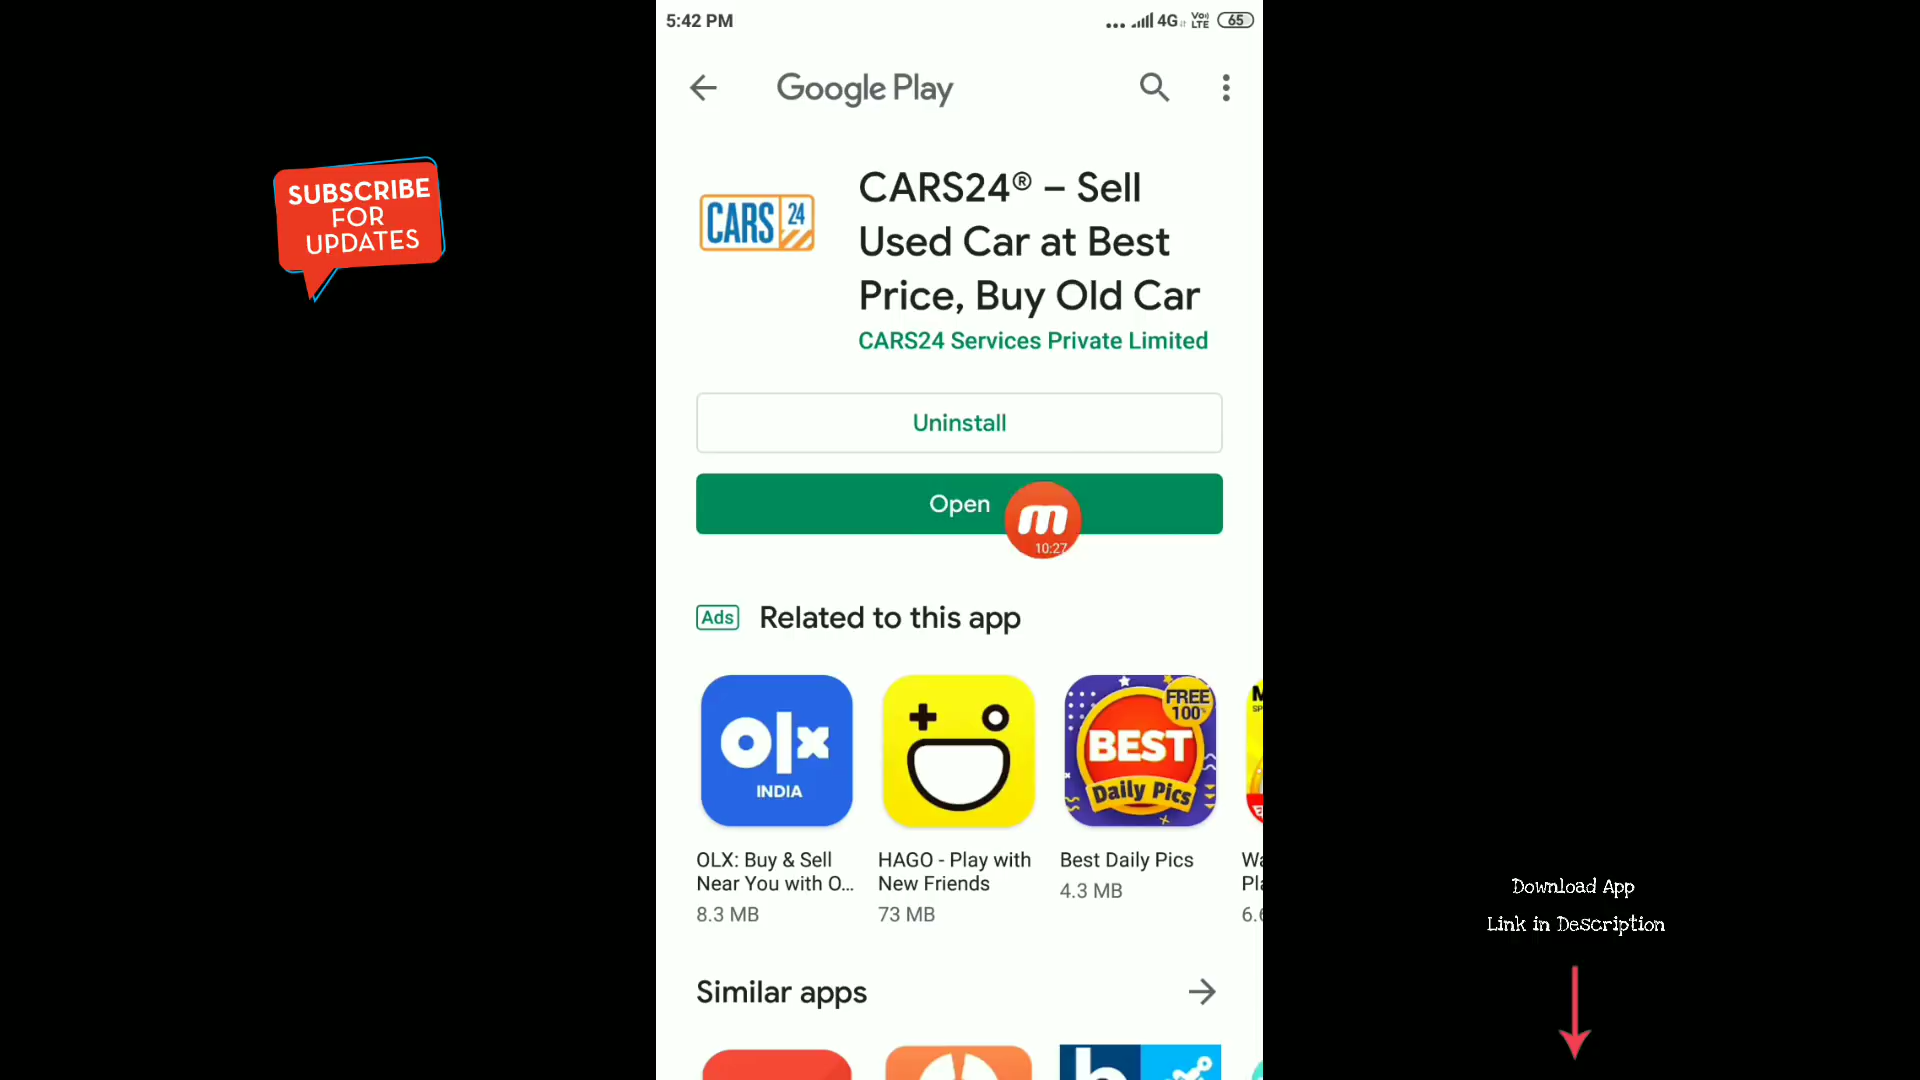 5:42 PM
4G
Vo))
LTE
65
Google Play
SUBSCRIBE
FOR
UPDATES
CARS 24
CARS24® – Sell
Used Car at Best
Price, Buy Old Car
CARS24 Services Private Limited
Uninstall
Open
m
10:27
Ads
Related to this app
olx
INDIA
FREE
100%
BEST
Daily Pics
OLX: Buy & Sell
Near You with O...
8.3 MB
HAGO - Play with
New Friends
73 MB
Best Daily Pics
4.3 MB
Similar apps
Download App
Link in Description